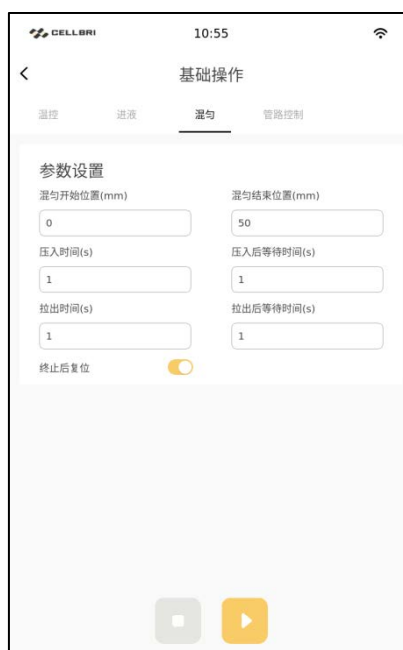 CELLBRI 10:55
基础操作
温控 进液 混匀 管路控制
参数设置
混匀开始位置(mm) 混匀结束位置(mm)
0 50
压入时间(s) 压入后等待时间(s)
1 1
拉出时间(s) 拉出后等待时间(s)
1 1
终止后复位